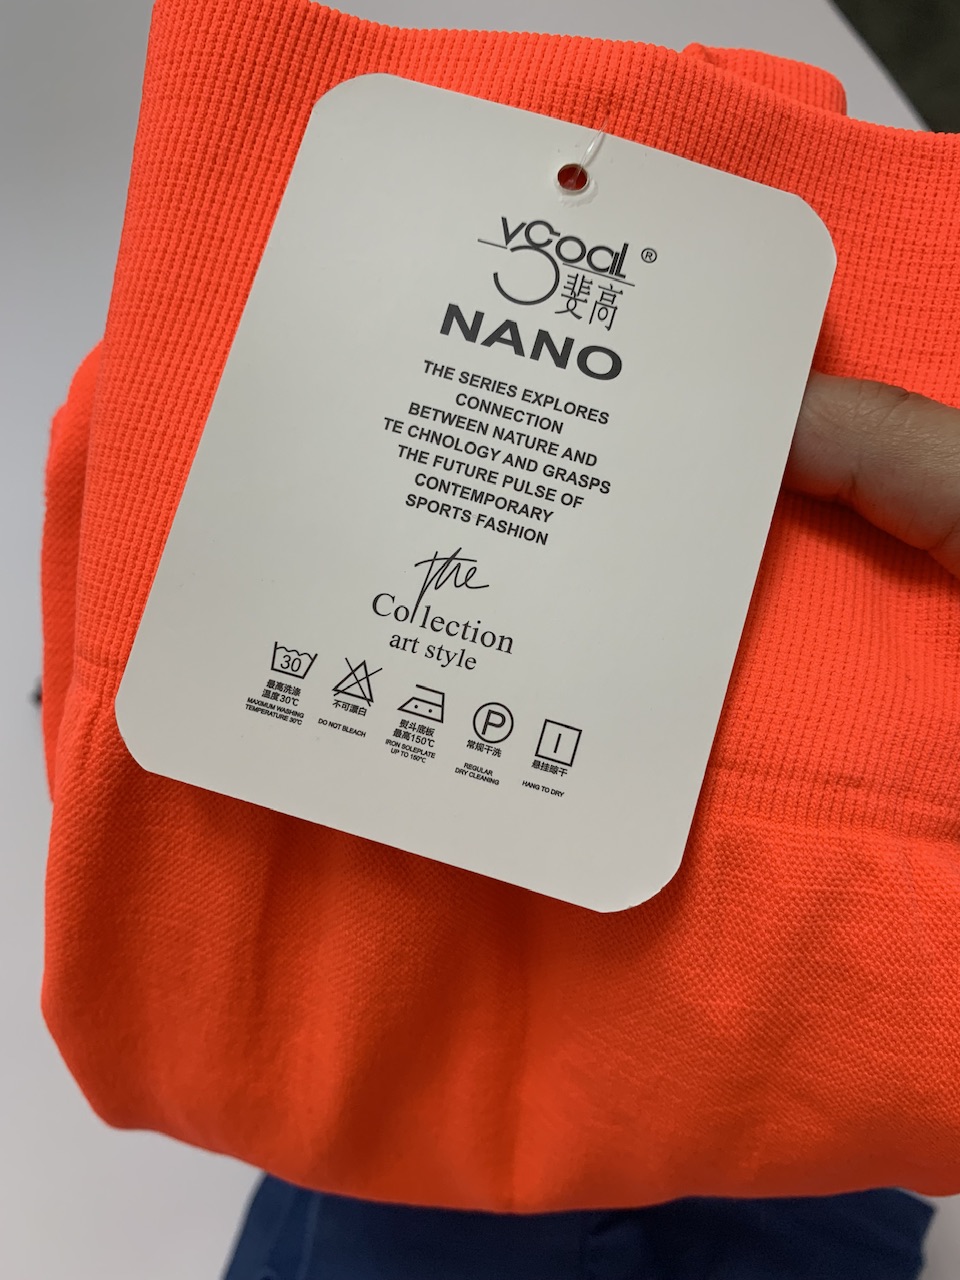 vcoal ®
斐高
NANO
THE SERIES EXPLORES
CONNECTION
BETWEEN NATURE AND
TE CHNOLOGY AND GRASPS
THE FUTURE PULSE OF
CONTEMPORARY
SPORTS FASHION
the
Collection
art style
30
最高洗涤
温度30℃
MAXIMUM WASHING
TEMPERATURE 30℃
不可漂白
DO NOT BLEACH
熨斗底板
最高150℃
IRON SOLEPLATE
UP TO 150℃
P
常规干洗
REGULAR
DRY CLEANING
悬挂晾干
HANG TO DRY